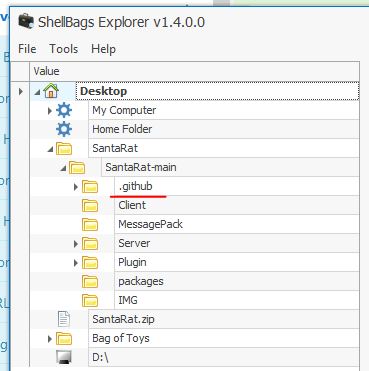 ShellBags Explorer v1.4.0.0
File Tools Help
Value
Desktop
My Computer
Home Folder
SantaRat
SantaRat-main
.github
Client
MessagePack
Server
Plugin
packages
IMG
SantaRat.zip
Bag of Toys
D:\